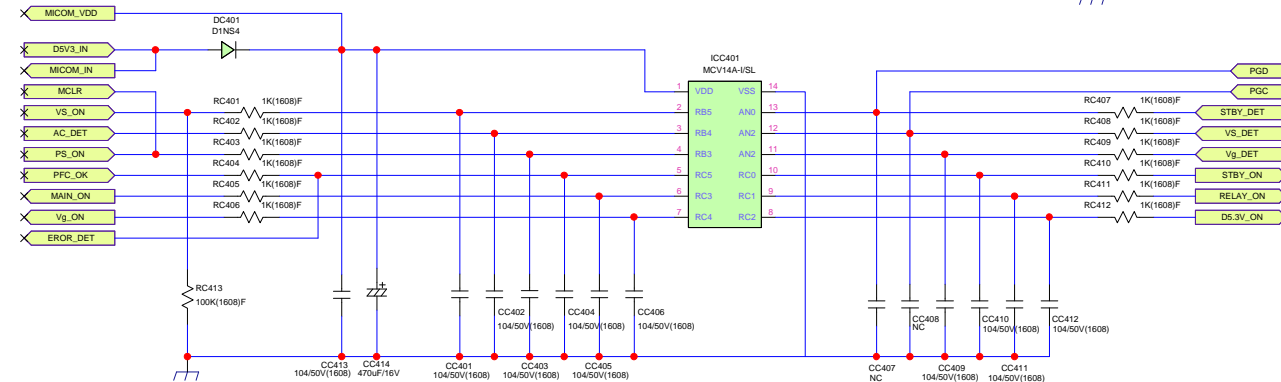 MICOM_VDD
DC401
D1NS4
D5V3_IN
MICOM_IN
MCLR
VS_ON
AC_DET
PS_ON
PFC_OK
MAIN_ON
Vg_ON
EROR_DET
RC401 1K(1608)F
RC402 1K(1608)F
RC403 1K(1608)F
RC404 1K(1608)F
RC405 1K(1608)F
RC406 1K(1608)F
ICC401
MCV14A-I/SL
1 VDD VSS 14
2 RB5 AN0 13
3 RB4 AN2 12
4 RB3 AN2 11
5 RC5 RC0 10
6 RC3 RC1 9
7 RC4 RC2 8
RC407 1K(1608)F
RC408 1K(1608)F
RC409 1K(1608)F
RC410 1K(1608)F
RC411 1K(1608)F
RC412 1K(1608)F
PGD
PGC
STBY_DET
VS_DET
Vg_DET
STBY_ON
RELAY_ON
D5.3V_ON
RC413
100K(1608)F
+
CC413
104/50V(1608)
CC414
470uF/16V
CC401
104/50V(1608)
CC402
104/50V(1608)
CC403
104/50V(1608)
CC404
104/50V(1608)
CC405
104/50V(1608)
CC406
104/50V(1608)
CC407
NC
CC408
NC
CC409
104/50V(1608)
CC410
104/50V(1608)
CC411
104/50V(1608)
CC412
104/50V(1608)